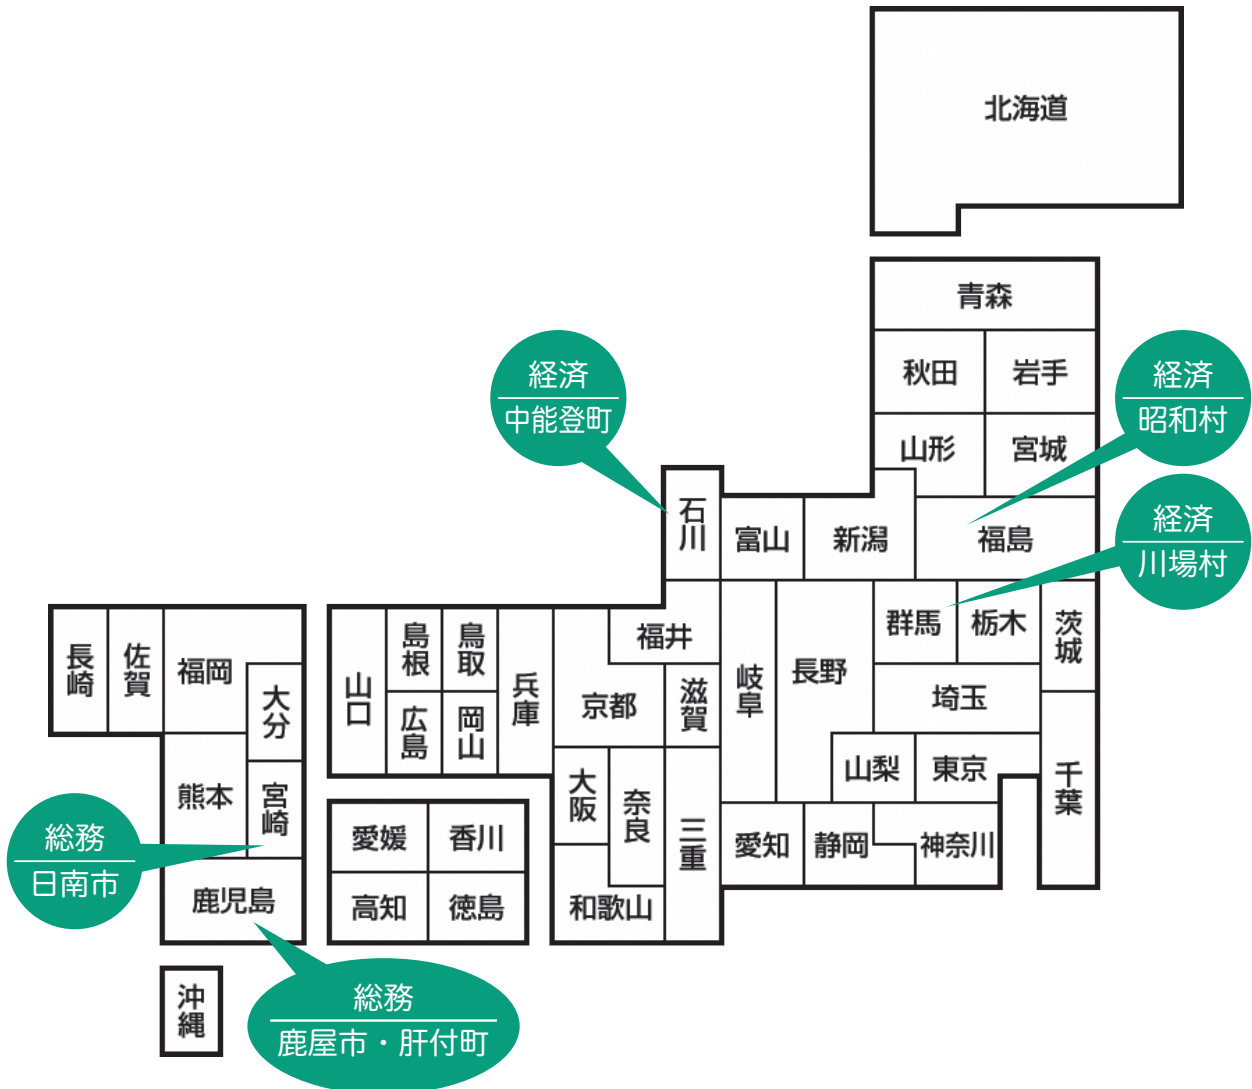 北海道
青森
秋田
岩手
山形
宮城
石川
富山
新潟
福島
経済
中能登町
経済
昭和村
経済
川場村
群馬
栃木
茨城
福井
岐阜
長野
埼玉
滋賀
京都
兵庫
鳥取
島根
岡山
広島
山口
山梨
東京
千葉
大阪
奈良
三重
愛知
静岡
神奈川
和歌山
愛媛
香川
高知
徳島
長崎
佐賀
福岡
大分
熊本
宮崎
鹿児島
沖縄
総務
日南市
総務
鹿屋市・肝付町